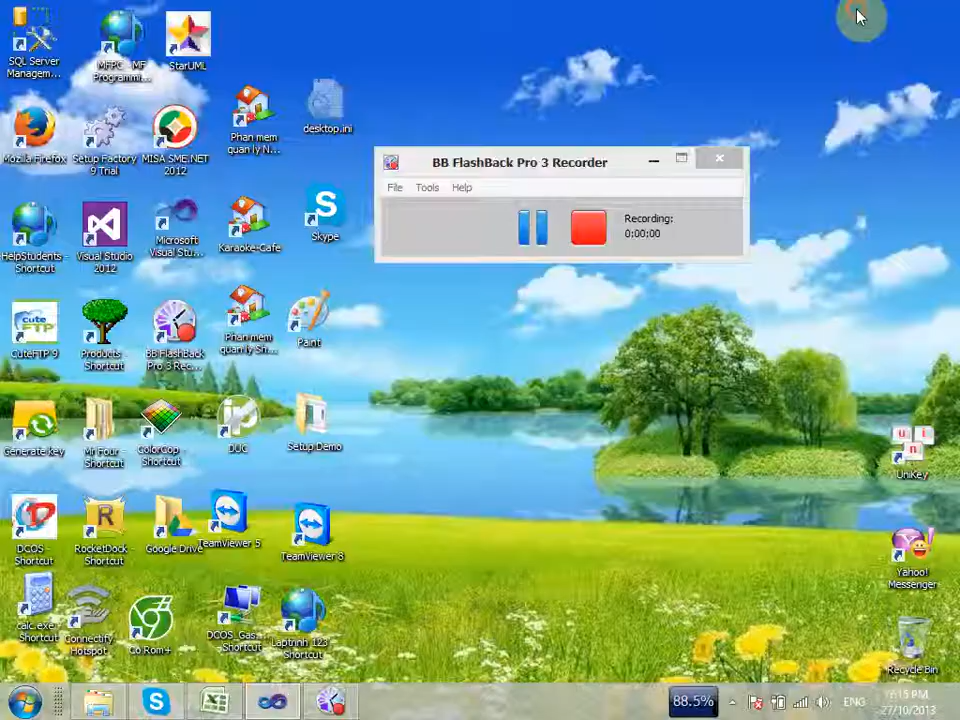 SQL Server
Managem...
MFPC - MF
Programmi...
StarUML
Mozilla Firefox
Setup Factory
9 Trial
MISA SME.NET
2012
Phan mem
quan ly N...
desktop.ini
BB FlashBack Pro 3 Recorder
File Tools Help
Recording:
0:00:00
HelpStudents -
Shortcut
Visual Studio
2012
Microsoft
Visual Stu...
Karaoke-Cafe
S
Skype
Cute
FTP
CuteFTP 9
Products -
Shortcut
BB FlashBack
Pro 3 Rec...
Phan mem
quan ly Sh...
Paint
Generate key
Mr Four -
Shortcut
ColorCop -
Shortcut
DUC
Setup Demo
UniKey
DCOS -
Shortcut
R
RocketDock -
Shortcut
Google Drive
TeamViewer 5
TeamViewer 8
Yahoo!
Messenger
calc.exe -
Shortcut
Connectify
Hotspot
Co Rom+
DCOS_Gas...
- Shortcut
Laptrinh 123
Shortcut
Recycle Bin
S
88.5%
ENG
27/10/2013